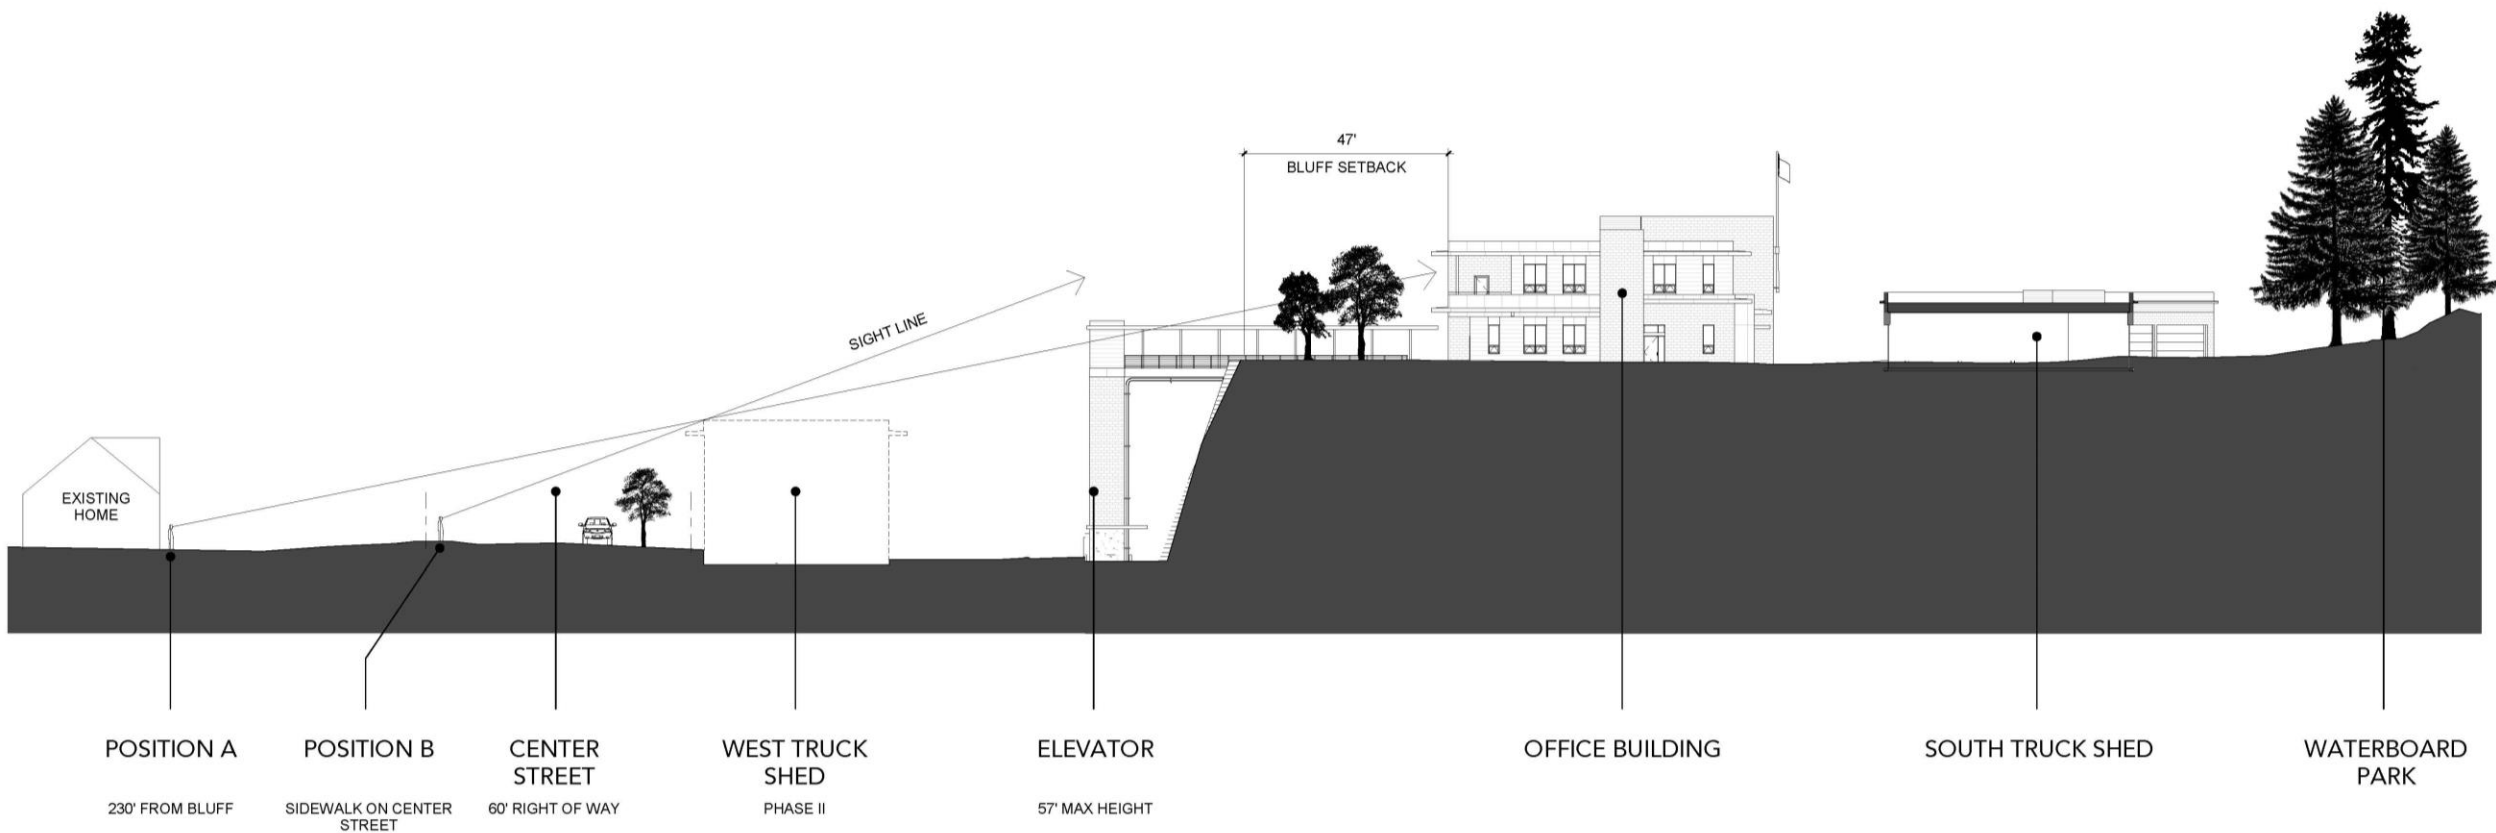 47'
BLUFF SETBACK
SIGHT LINE
EXISTING
HOME
POSITION A
230' FROM BLUFF
POSITION B
SIDEWALK ON CENTER
STREET
CENTER
STREET
60' RIGHT OF WAY
WEST TRUCK
SHED
PHASE II
ELEVATOR
57' MAX HEIGHT
OFFICE BUILDING
SOUTH TRUCK SHED
WATERBOARD
PARK